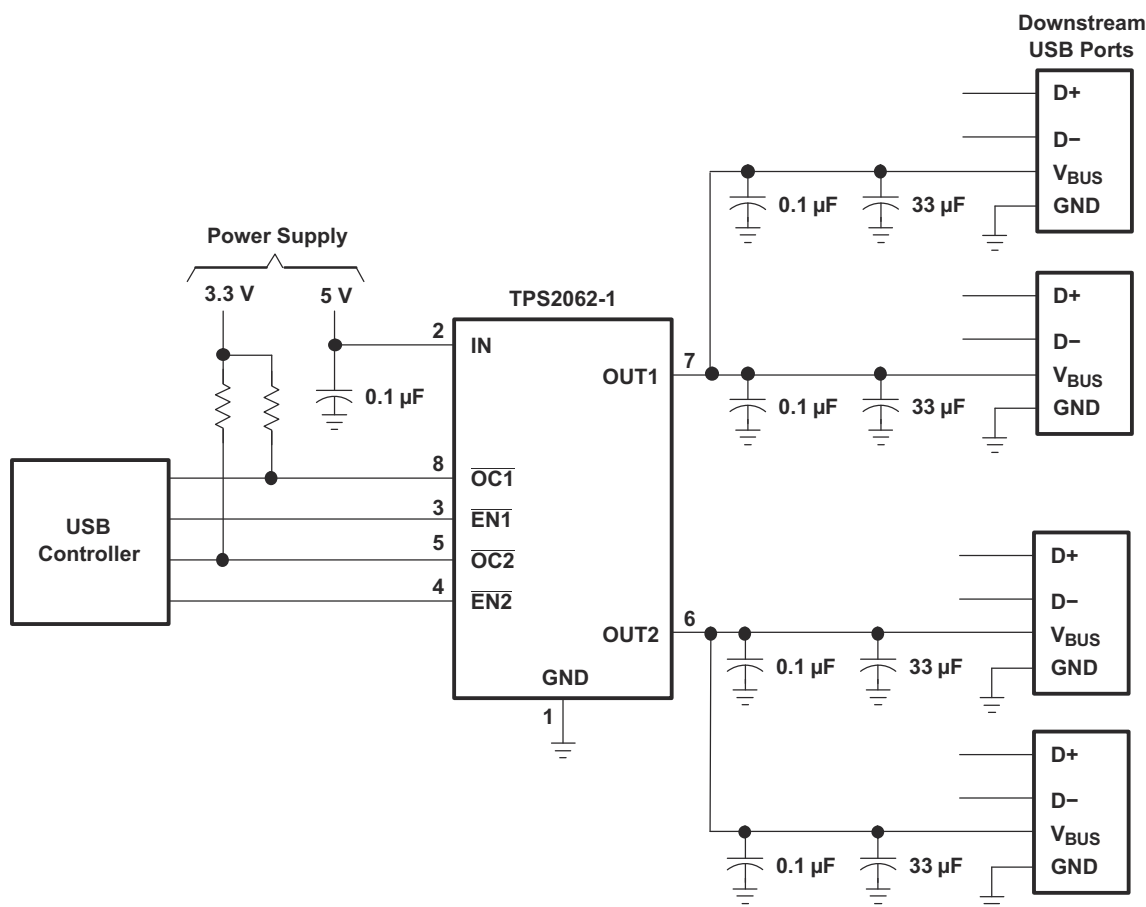 Downstream
USB Ports
D+
D−
VBUS
GND
0.1 µF
33 µF
Power Supply
3.3 V
5 V
0.1 µF
TPS2062-1
2
IN
7
OUT1
D+
D−
VBUS
GND
0.1 µF
33 µF
USB
Controller
8
OC1
3
EN1
5
OC2
4
EN2
6
OUT2
GND
1
D+
D−
VBUS
GND
0.1 µF
33 µF
D+
D−
VBUS
GND
0.1 µF
33 µF